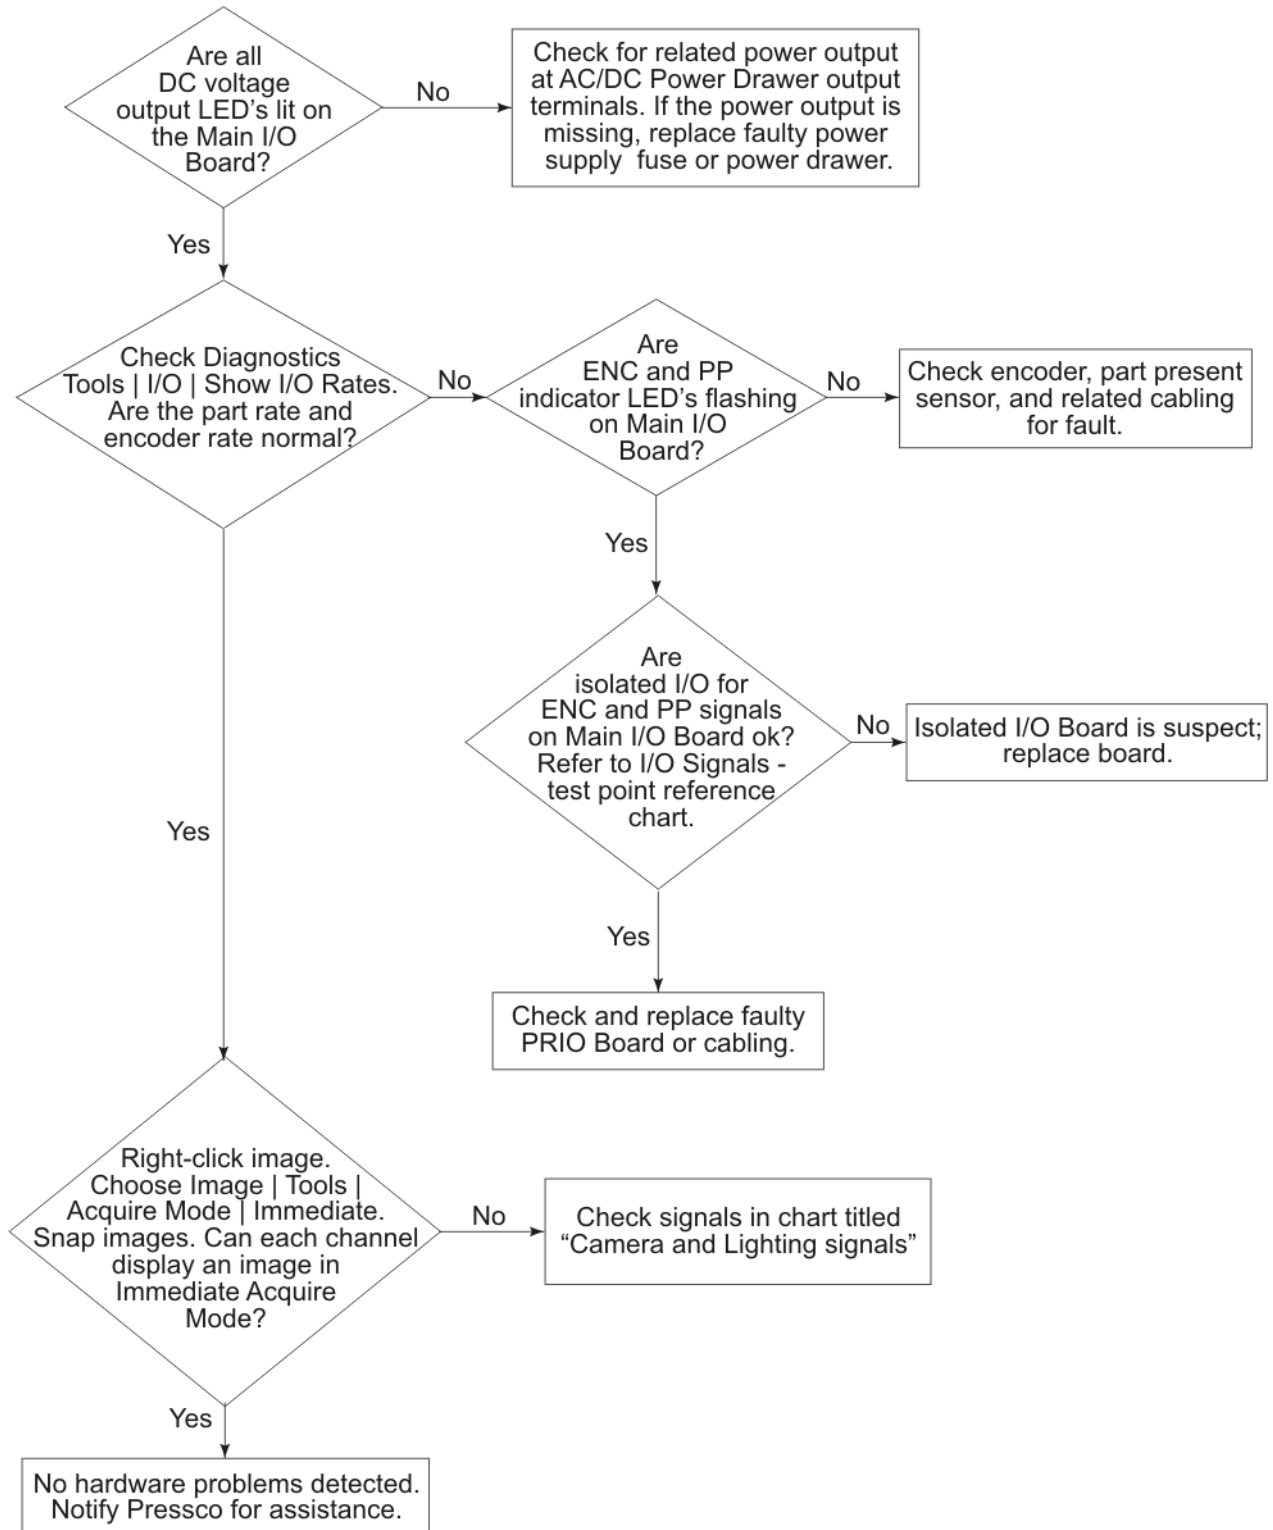 Are all
DC voltage
output LED's lit on
the Main I/O
Board?
No
Check for related power output
at AC/DC Power Drawer output
terminals. If the power output is
missing, replace faulty power
supply fuse or power drawer.
Yes
Check Diagnostics
Tools | I/O | Show I/O Rates.
Are the part rate and
encoder rate normal?
No
Are
ENC and PP
indicator LED's flashing
on Main I/O
Board?
No
Check encoder, part present
sensor, and related cabling
for fault.
Yes
Are
isolated I/O for
ENC and PP signals
on Main I/O Board ok?
Refer to I/O Signals -
test point reference
chart.
No
Isolated I/O Board is suspect;
replace board.
Yes
Yes
Check and replace faulty
PRIO Board or cabling.
Right-click image.
Choose Image | Tools |
Acquire Mode | Immediate.
Snap images. Can each channel
display an image in
Immediate Acquire
Mode?
No
Check signals in chart titled
“Camera and Lighting signals”
Yes
No hardware problems detected.
Notify Pressco for assistance.